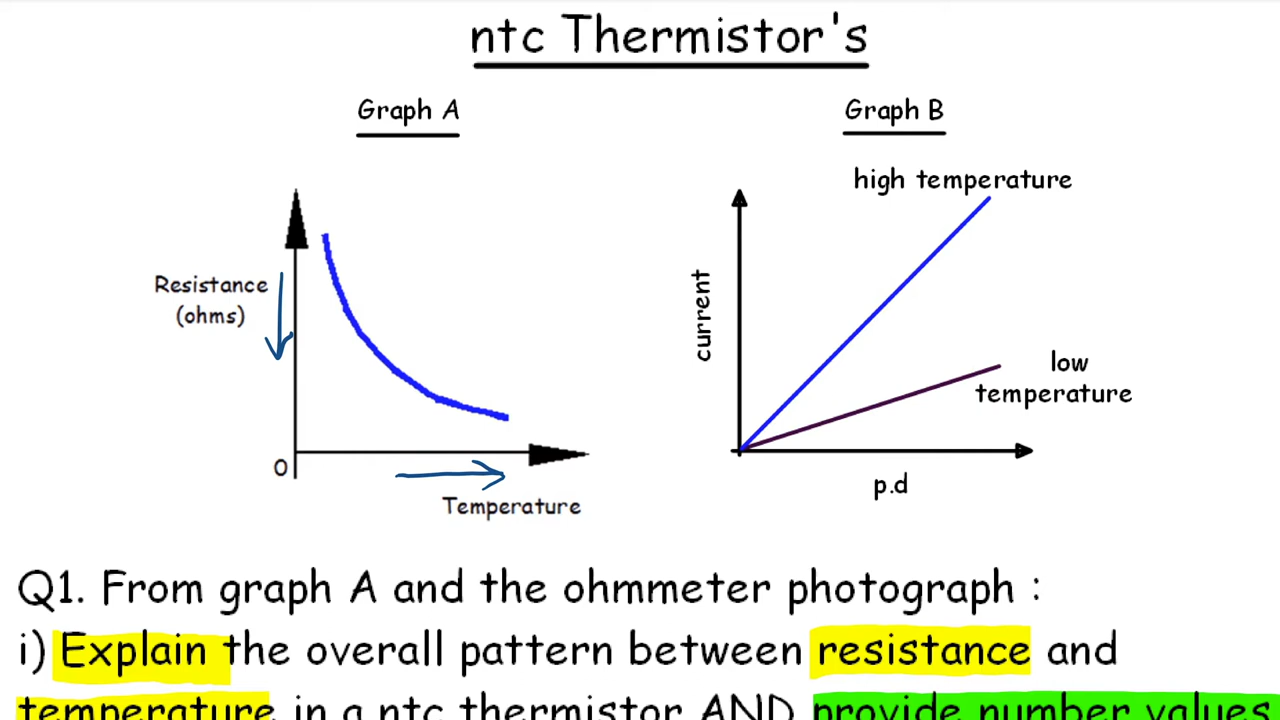 ntc Thermistor's
Graph A
Graph B
high temperature
Resistance
(ohms)
current
low
temperature
0
Temperature
p.d
Q1. From graph A and the ohmmeter photograph :
i) Explain the overall pattern between resistance and
temperature in a ntc thermistor AND provide number values